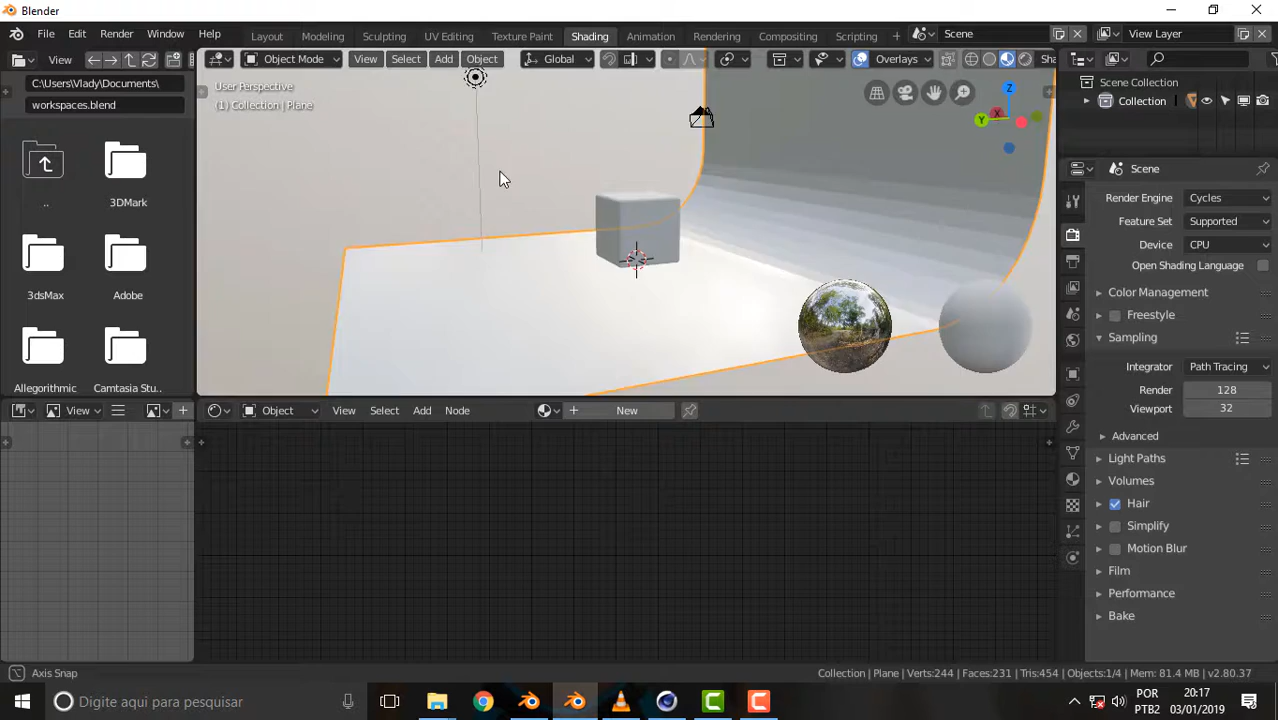 Blender
File Edit Render Window Help Layout Modeling Sculpting UV Editing Texture Paint Shading Animation Rendering Compositing Scripting + Scene View Layer
View Object Mode View Select Add Object Global Overlays Sha
C:\Users\Vlady\Documents\
workspaces.blend
User Perspective
(1) Collection | Plane
Z
Y
X
Scene Collection
Collection
.. 3DMark
3dsMax Adobe
Allegorithmic Camtasia Stu..
Scene
Render Engine Cycles
Feature Set Supported
Device CPU
Open Shading Language
Color Management
Freestyle
Sampling
Integrator Path Tracing
Render 128
Viewport 32
Advanced
Light Paths
Volumes
Hair
Simplify
Motion Blur
Film
Performance
Bake
View Object View Select Add Node New
Axis Snap
Collection | Plane | Verts:244 | Faces:231 | Tris:454 | Objects:1/4 | Mem: 81.4 MB | v2.80.37
Digite aqui para pesquisar
POR 20:17
PTB2 03/01/2019